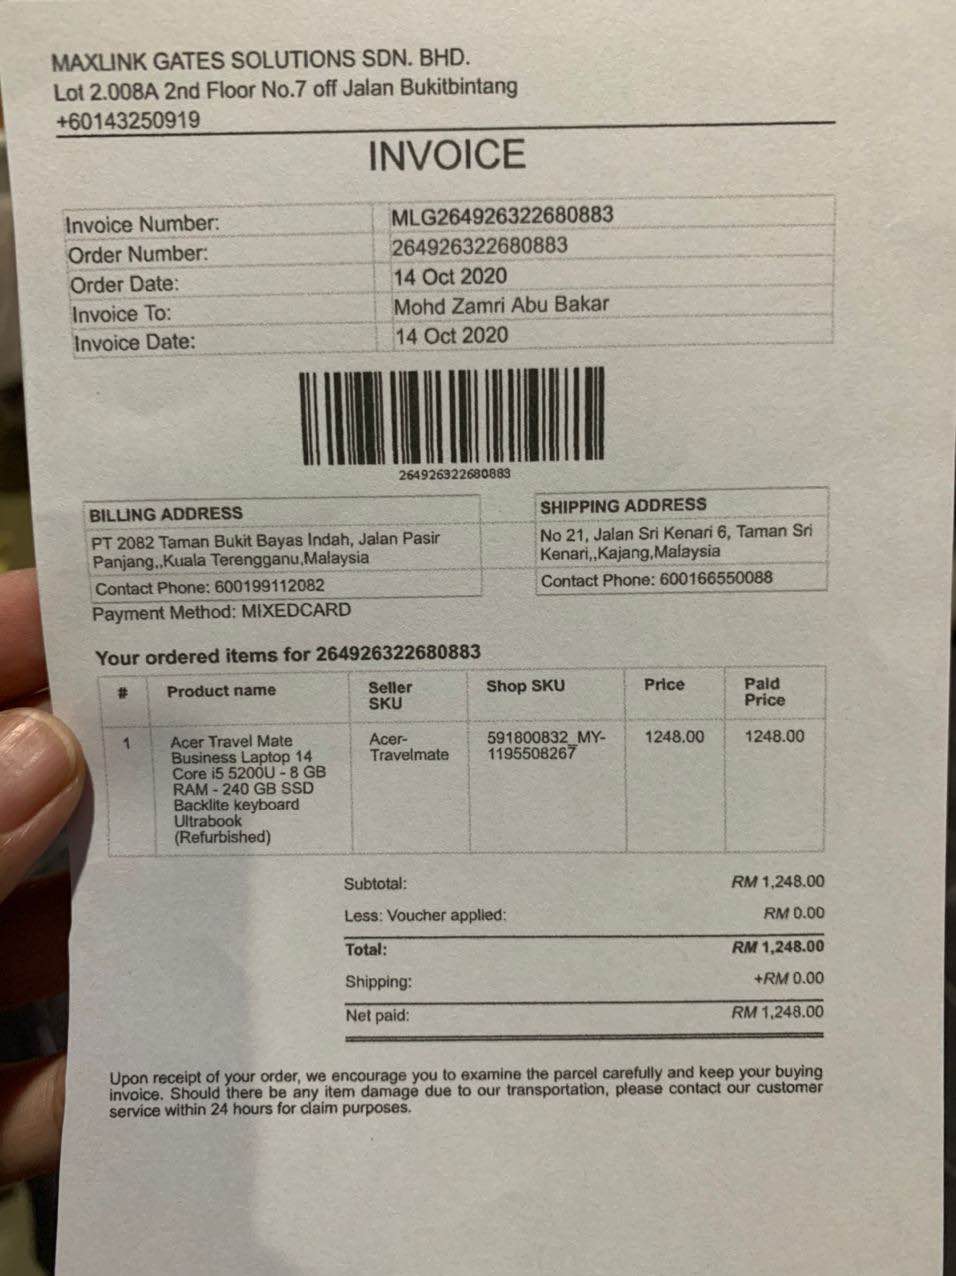 MAXLINK GATES SOLUTIONS SDN. BHD.
Lot 2.008A 2nd Floor No.7 off Jalan Bukitbintang
+60143250919
INVOICE
Invoice Number: MLG264926322680883
Order Number: 264926322680883
Order Date: 14 Oct 2020
Invoice To: Mohd Zamri Abu Bakar
Invoice Date: 14 Oct 2020
264926322680883
BILLING ADDRESS
PT 2082 Taman Bukit Bayas Indah, Jalan Pasir
Panjang,,Kuala Terengganu,Malaysia
Contact Phone: 600199112082
SHIPPING ADDRESS
No 21, Jalan Sri Kenari 6, Taman Sri
Kenari,,Kajang,Malaysia
Contact Phone: 600166550088
Payment Method: MIXEDCARD
Your ordered items for 264926322680883
# Product name Seller SKU Shop SKU Price Paid Price
1
Acer Travel Mate
Business Laptop 14
Core i5 5200U - 8 GB
RAM - 240 GB SSD
Backlite keyboard
Ultrabook
(Refurbished)
Acer-
Travelmate
591800832_MY-
1195508267
1248.00
1248.00
Subtotal: RM 1,248.00
Less: Voucher applied: RM 0.00
Total: RM 1,248.00
Shipping: +RM 0.00
Net paid: RM 1,248.00
Upon receipt of your order, we encourage you to examine the parcel carefully and keep your buying
invoice. Should there be any item damage due to our transportation, please contact our customer
service within 24 hours for claim purposes.